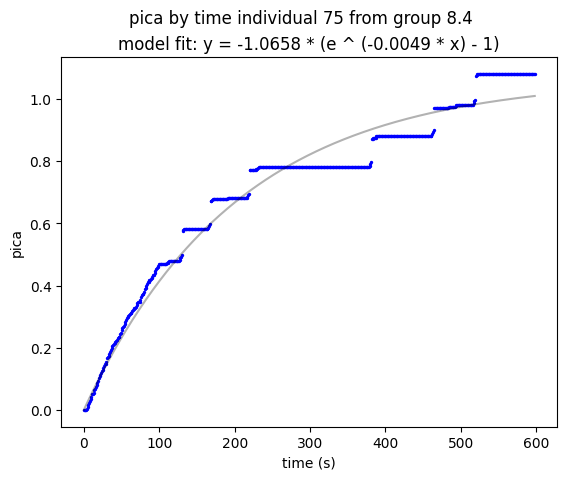 pica by time individual 75 from group 8.4
model fit: y = -1.0658 * (e ^ (-0.0049 * x) - 1)
1.0
0.8
0.6
0.4
0.2
0.0
pica
0 100 200 300 400 500 600
time (s)